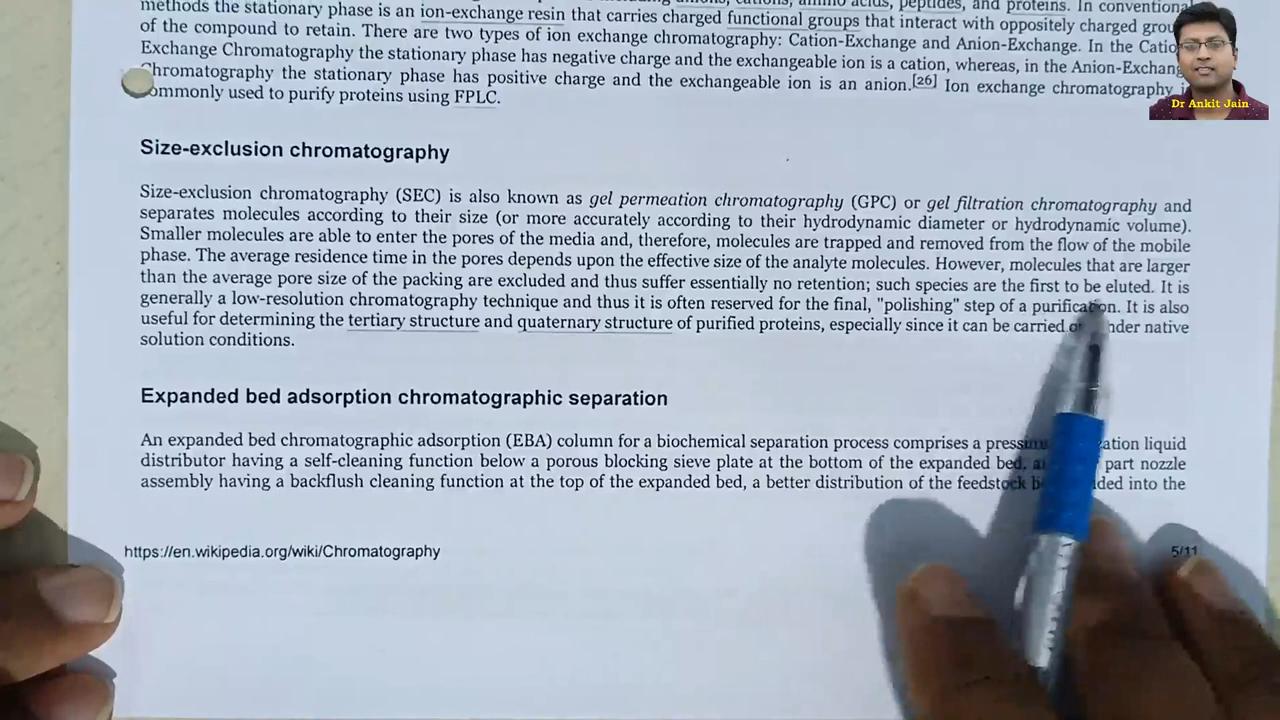 methods the stationary phase is an ion-exchange resin that carries charged functional groups that interact with oppositely charged
of the compound to retain. There are two types of ion exchange chromatography: Cation-Exchange and Anion-Exchange. In the
Exchange Chromatography the stationary phase has negative charge and the exchangeable ion is a cation, whereas, in the
Chromatography the stationary phase has positive charge and the exchangeable ion is an anion.[26] Ion exchange chromatography
commonly used to purify proteins using FPLC.
Dr Ankit Jain
Size-exclusion chromatography
Size-exclusion chromatography (SEC) is also known as gel permeation chromatography (GPC) or gel filtration chromatography and
separates molecules according to their size (or more accurately according to their hydrodynamic diameter or hydrodynamic volume).
Smaller molecules are able to enter the pores of the media and, therefore, molecules are trapped and removed from the flow of the mobile
phase. The average residence time in the pores depends upon the effective size of the analyte molecules. However, molecules that are larger
than the average pore size of the packing are excluded and thus suffer essentially no retention; such species are the first to be eluted. It is
generally a low-resolution chromatography technique and thus it is often reserved for the final, "polishing" step of a purification. It is also
useful for determining the tertiary structure and quaternary structure of purified proteins, especially since it can be carried under native
solution conditions.
Expanded bed adsorption chromatographic separation
An expanded bed chromatographic adsorption (EBA) column for a biochemical separation process comprises a liquid
distributor having a self-cleaning function below a porous blocking sieve plate at the bottom of the expanded bed, part nozzle
assembly having a backflush cleaning function at the top of the expanded bed, a better distribution of the feedstock into the
https://en.wikipedia.org/wiki/Chromatography
5/11